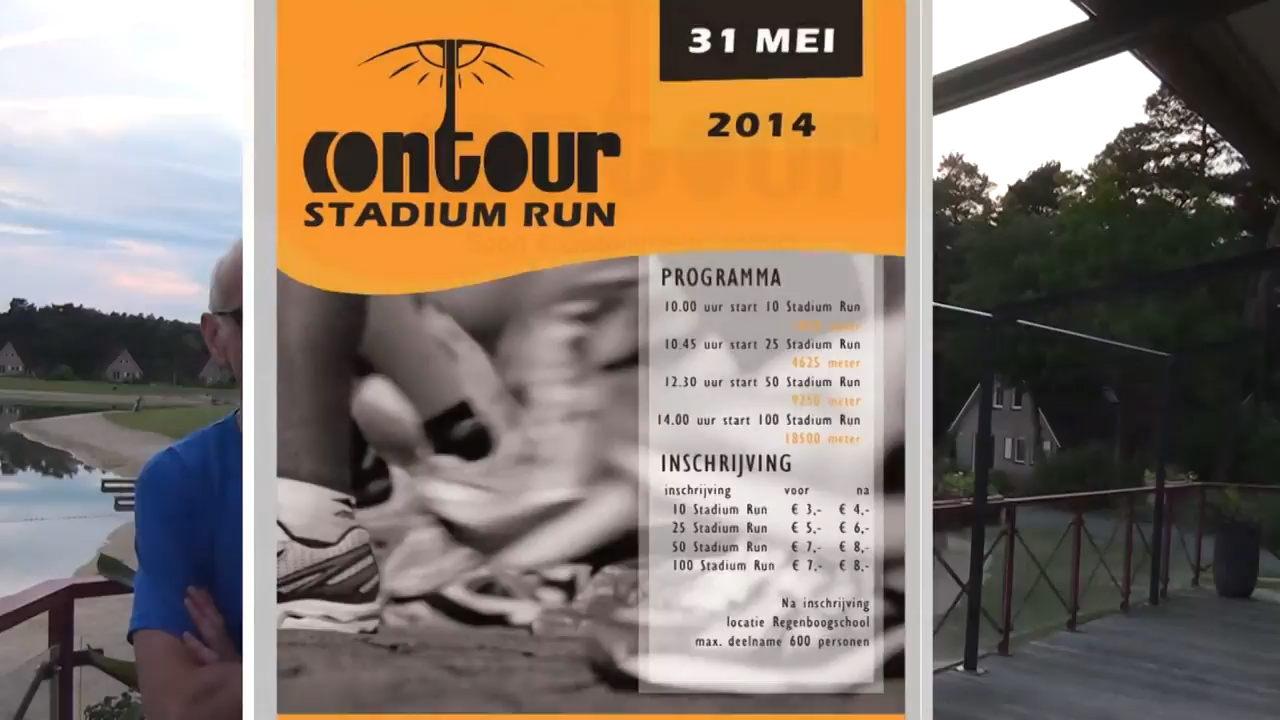 31 MEI
2014
contour
STADIUM RUN
PROGRAMMA
10.00 uur start 10 Stadium Run
meter
10.45 uur start 25 Stadium Run
4625 meter
12.30 uur start 50 Stadium Run
9250 meter
14.00 uur start 100 Stadium Run
18500 meter
INSCHRIJVING
inschrijving voor na
10 Stadium Run € 3,- € 4,-
25 Stadium Run € 5,- € 6,-
50 Stadium Run € 7,- € 8,-
100 Stadium Run € 7,- € 8,-
Na inschrijving
locatie Regenboogschool
max. deelname 600 personen